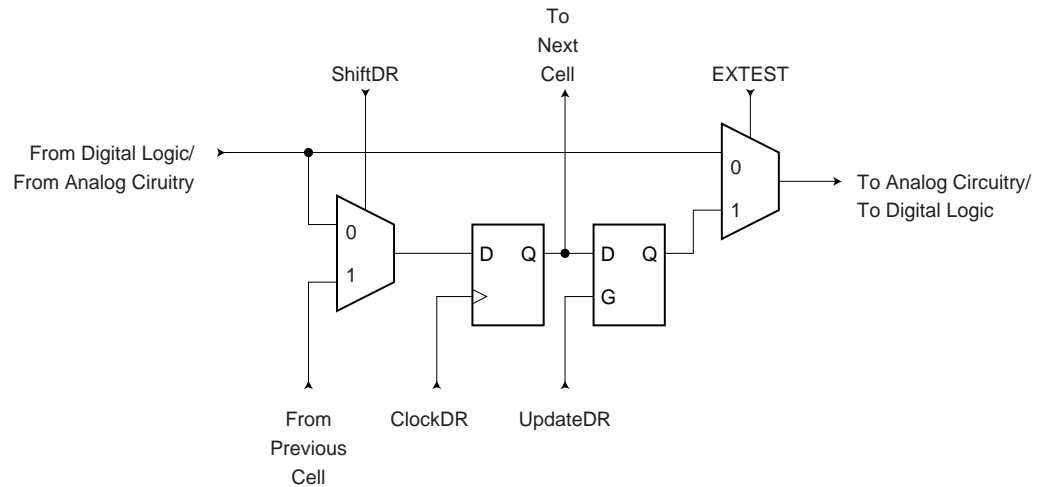 To
Next
Cell
ShiftDR
EXTEST
From Digital Logic/
From Analog Ciruitry
0
1
To Analog Circuitry/
To Digital Logic
0
1
D Q
D Q
G
From
Previous
Cell
ClockDR
UpdateDR